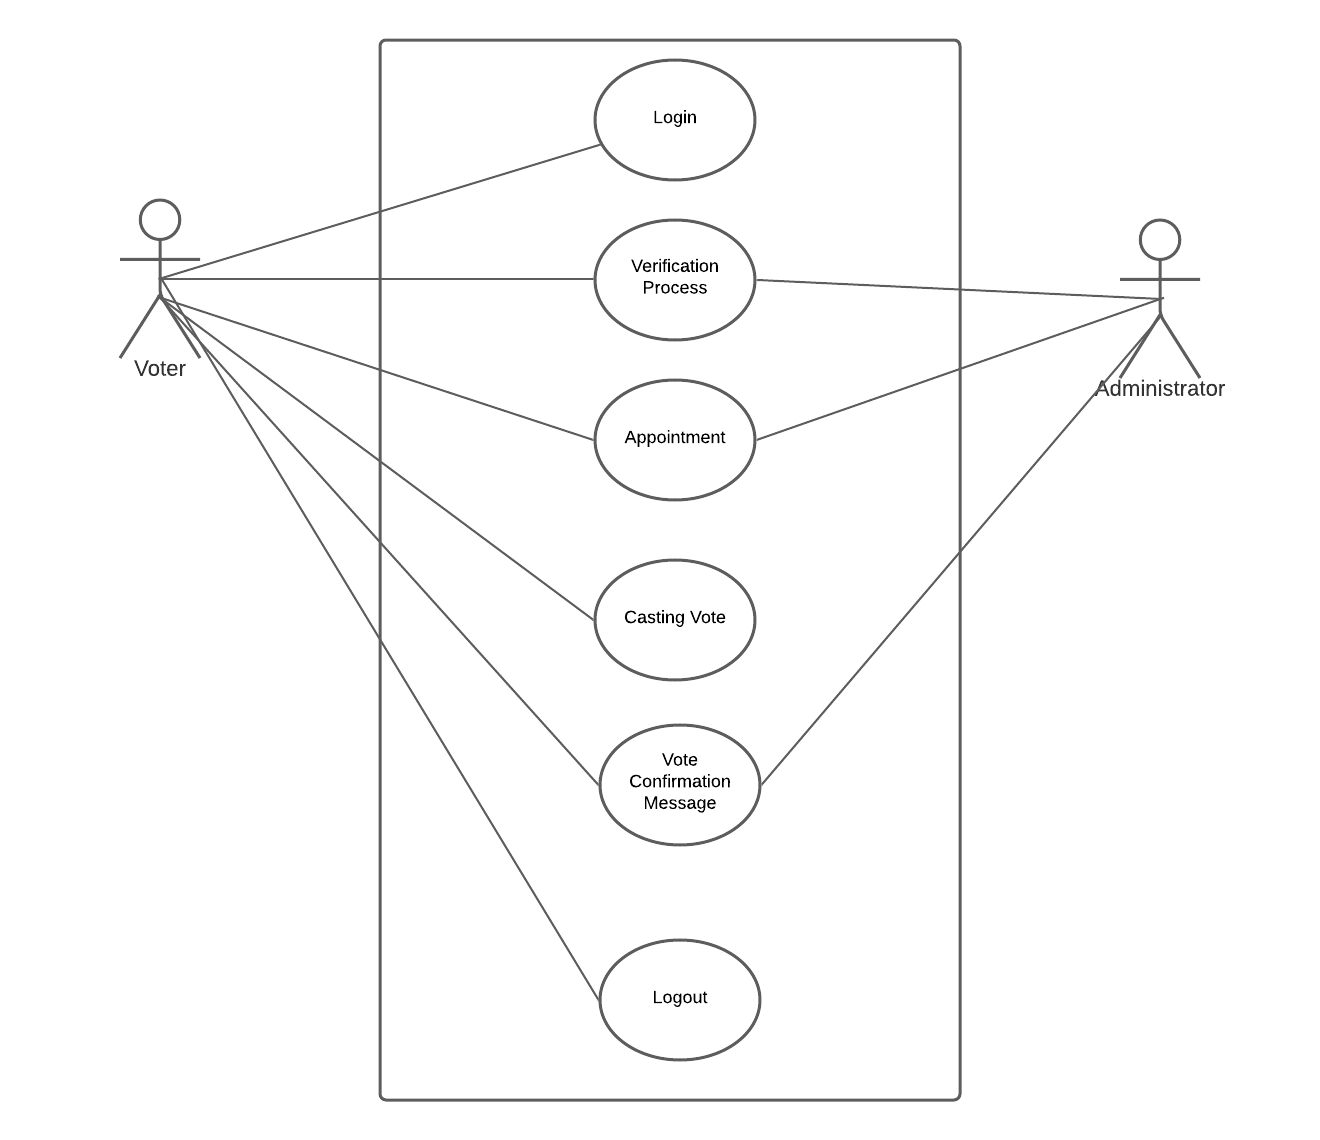 Login
Verification
Process
Voter
Administrator
Appointment
Casting Vote
Vote
Confirmation
Message
Logout